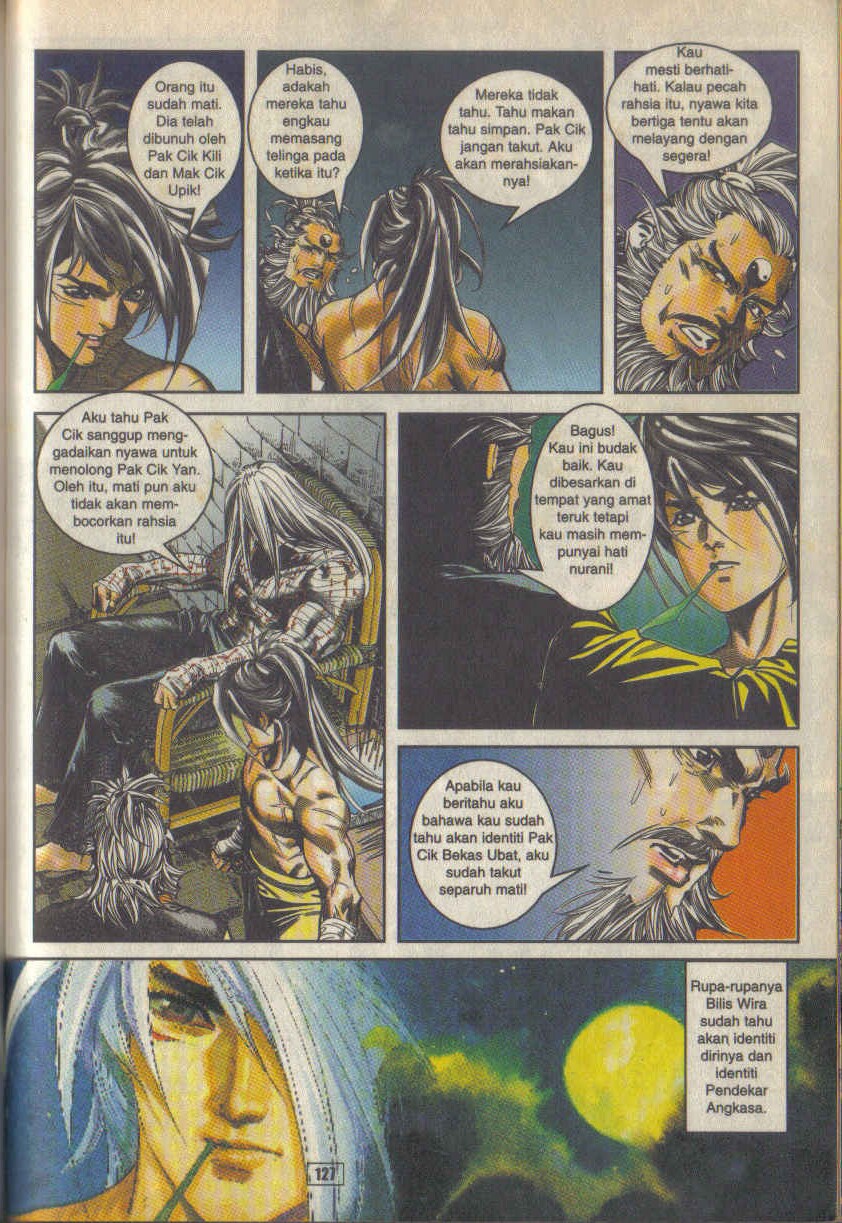 Orang itu
sudah mati.
Dia telah
dibunuh oleh
Pak Cik Kili
dan Mak Cik
Upik!
Habis,
adakah
mereka tahu
engkau
memasang
telinga pada
ketika itu?
Mereka tidak
tahu. Tahu makan
tahu simpan. Pak Cik
jangan takut. Aku
akan merahsiakan-
nya!
Kau
mesti berhati-
hati. Kalau pecah
rahsia itu, nyawa kita
bertiga tentu akan
melayang dengan
segera!
Aku tahu Pak
Cik sanggup meng-
gadaikan nyawa untuk
menolong Pak Cik Yan.
Oleh itu, mati pun aku
tidak akan mem-
bocorkan rahsia
itu!
Bagus!
Kau ini budak
baik. Kau
dibesarkan di
tempat yang amat
teruk tetapi
kau masih mem-
punyai hati
nurani!
Apabila kau
beritahu aku
bahawa kau sudah
tahu akan identiti Pak
Cik Bekas Ubat, aku
sudah takut
separuh mati!
Rupa-rupanya
Bilis Wira
sudah tahu
akan identiti
dirinya dan
identiti
Pendekar
Angkasa.
127